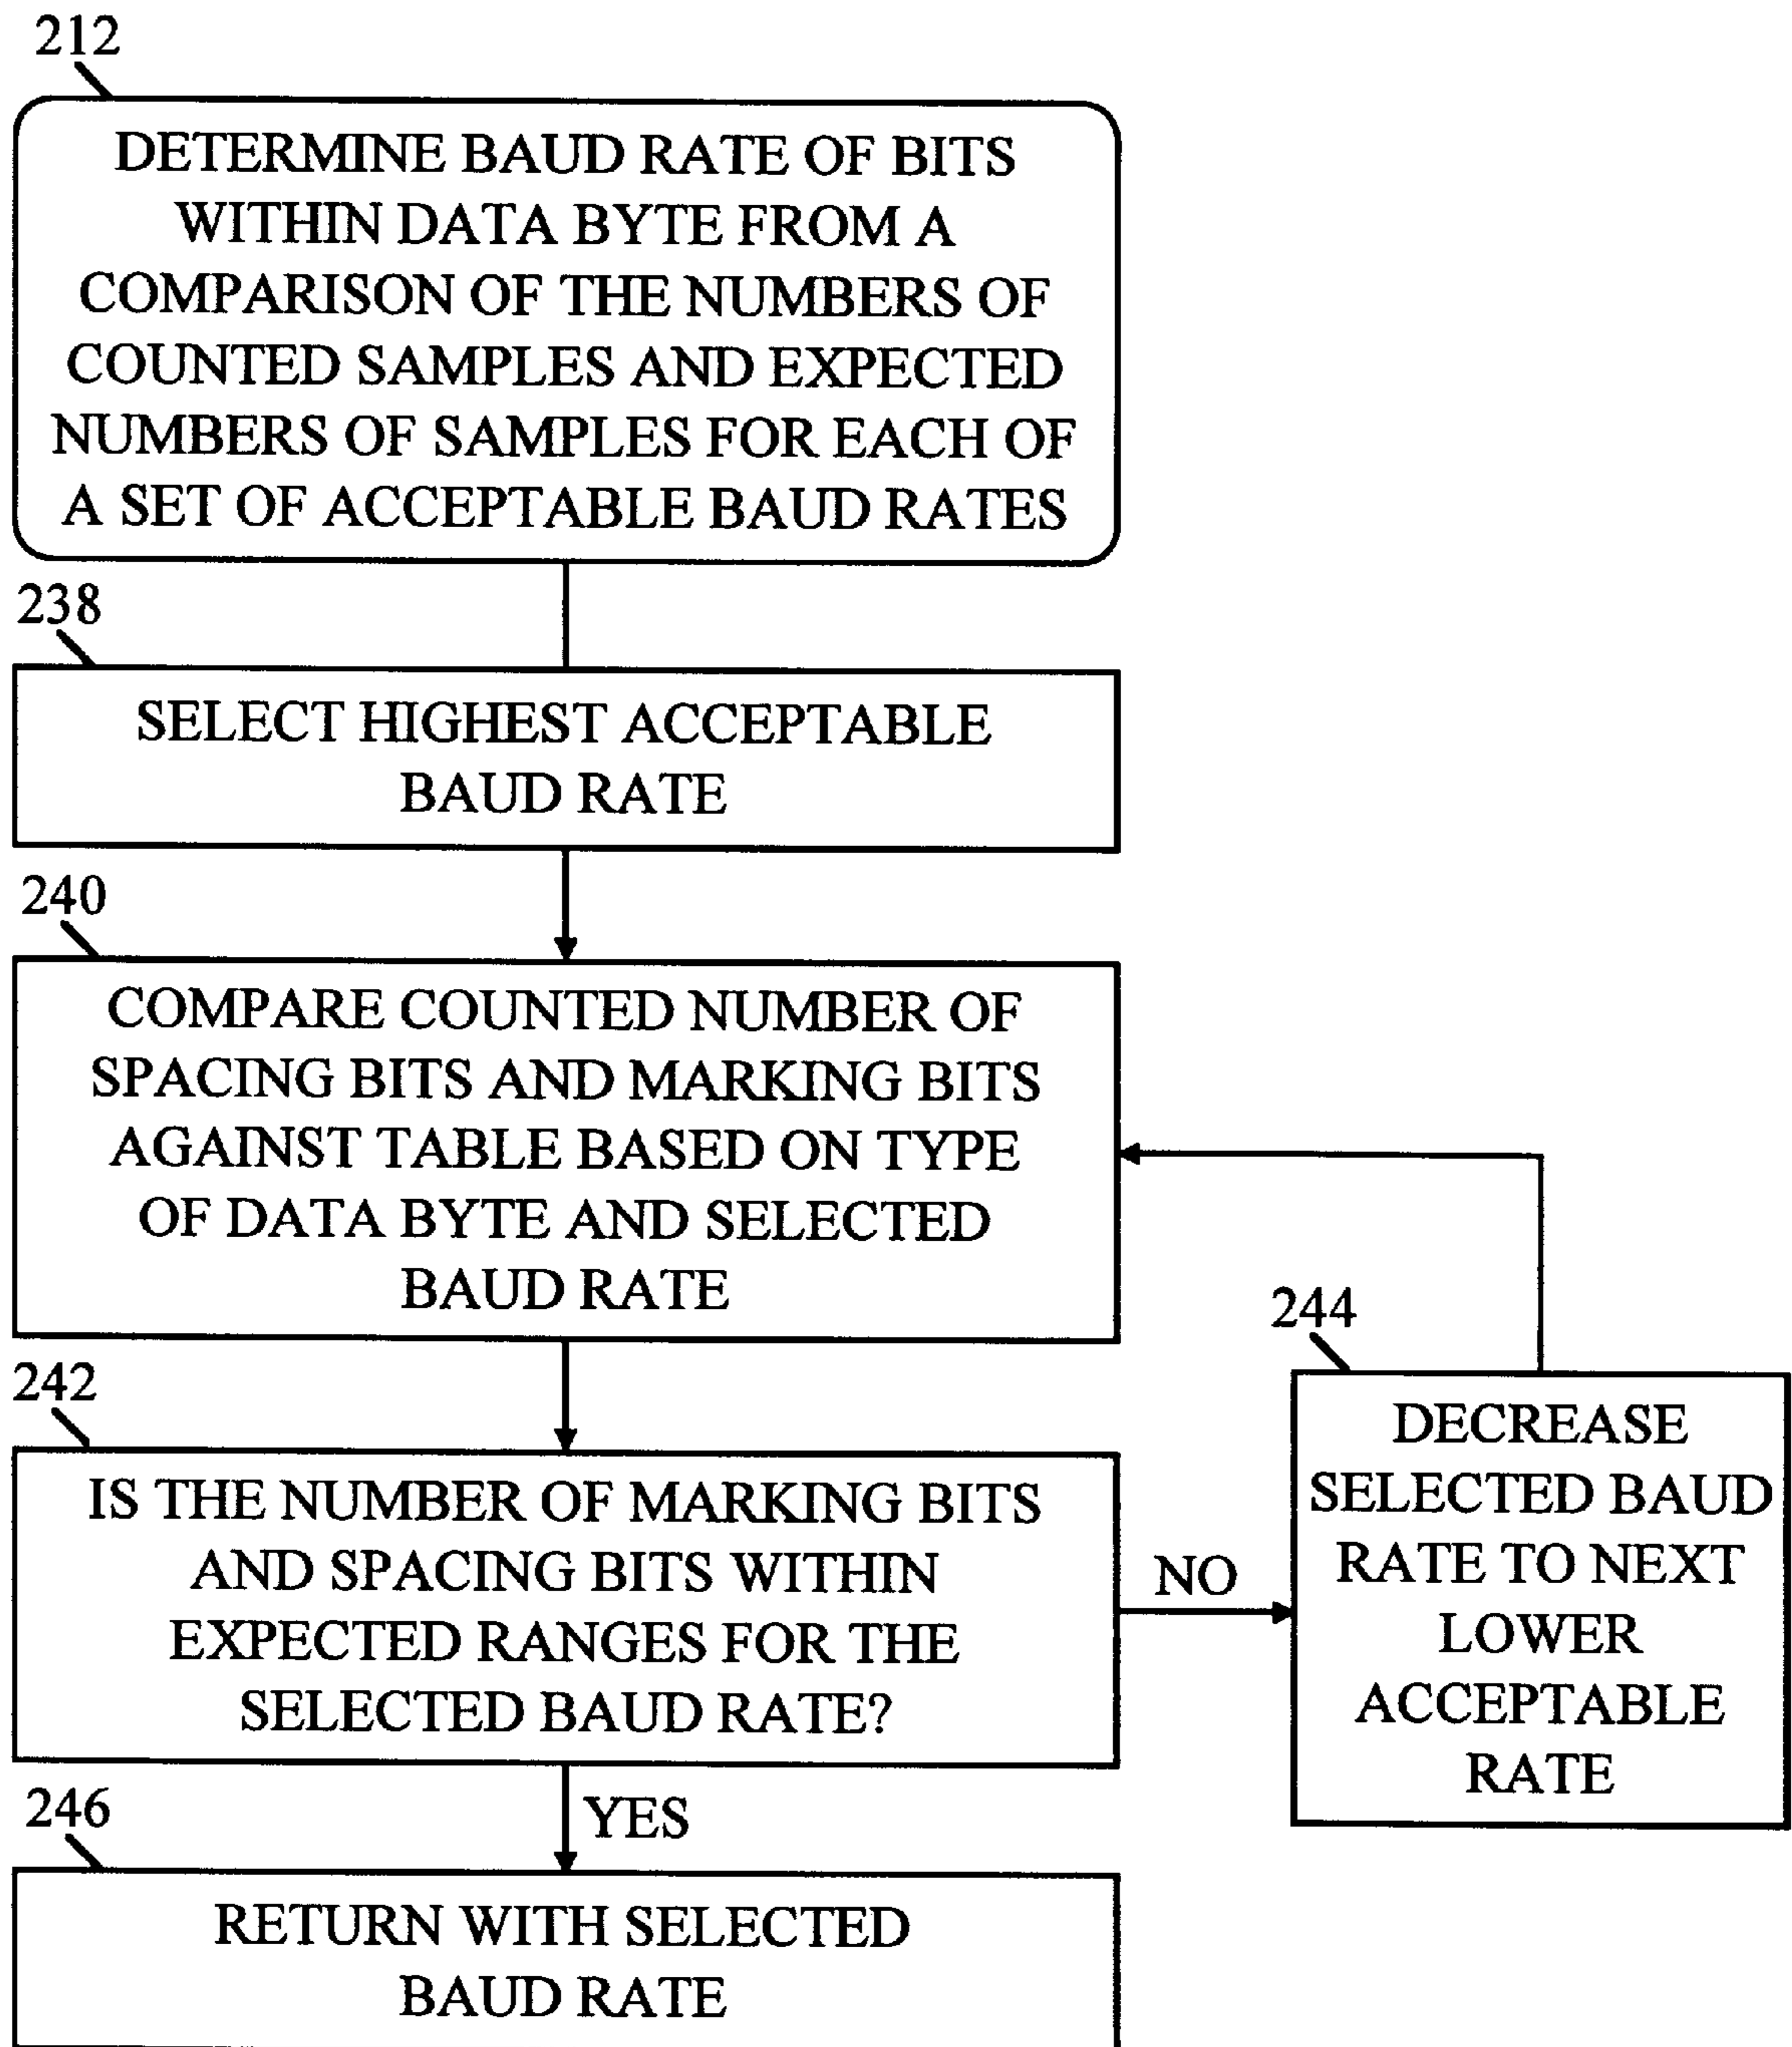 212
DETERMINE BAUD RATE OF BITS
WITHIN DATA BYTE FROM A
COMPARISON OF THE NUMBERS OF
COUNTED SAMPLES AND EXPECTED
NUMBERS OF SAMPLES FOR EACH OF
A SET OF ACCEPTABLE BAUD RATES
238
SELECT HIGHEST ACCEPTABLE
BAUD RATE
240
COMPARE COUNTED NUMBER OF
SPACING BITS AND MARKING BITS
AGAINST TABLE BASED ON TYPE
OF DATA BYTE AND SELECTED
BAUD RATE
242
IS THE NUMBER OF MARKING BITS
AND SPACING BITS WITHIN
EXPECTED RANGES FOR THE
SELECTED BAUD RATE?
NO
244
DECREASE
SELECTED BAUD
RATE TO NEXT
LOWER
ACCEPTABLE
RATE
YES
246
RETURN WITH SELECTED
BAUD RATE